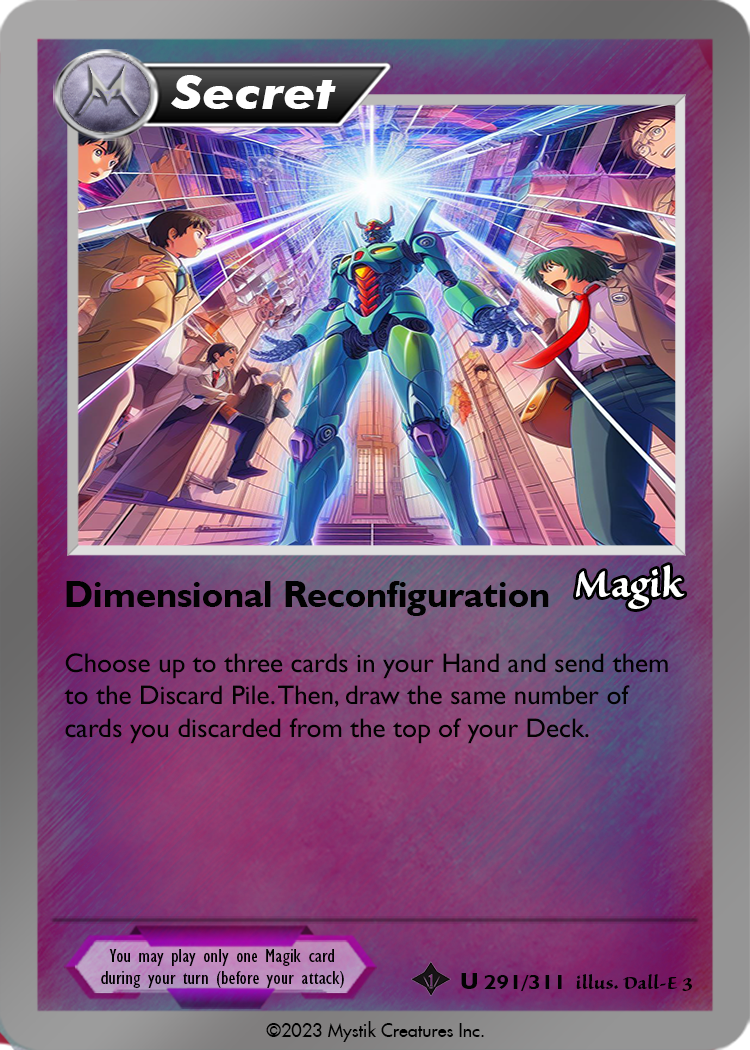 Secret
Dimensional Reconfiguration Magik
Choose up to three cards in your Hand and send them
to the Discard Pile. Then, draw the same number of
cards you discarded from the top of your Deck.
You may play only one Magik card
during your turn (before your attack)
1 U 291/311 illus. Dall-E 3
©2023 Mystik Creatures Inc.